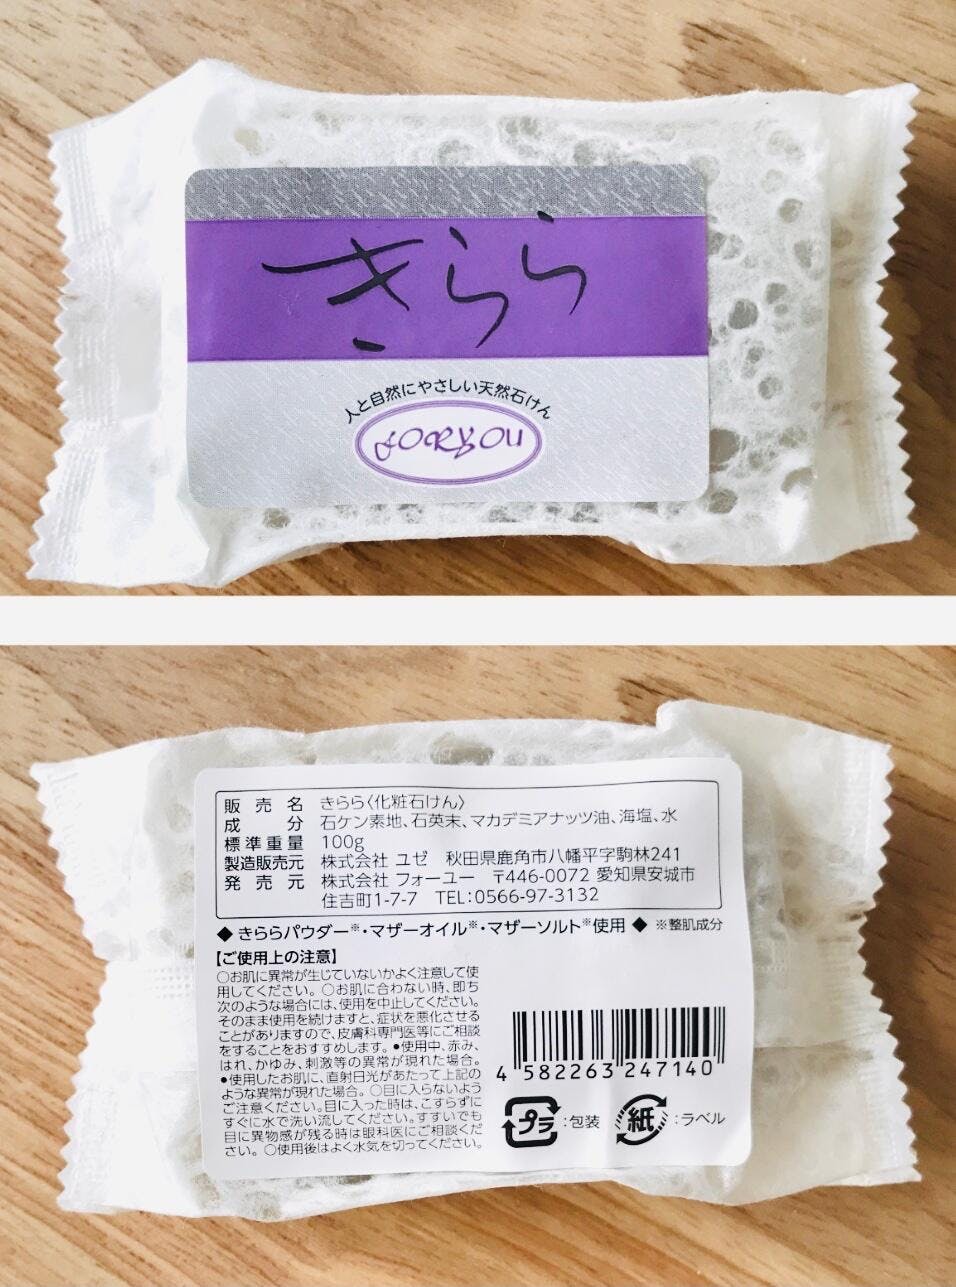 きらら
人と自然にやさしい天然石けん
FORYOU
販売名 きらら〈化粧石けん〉
成分 石ケン素地、石英末、マカデミアナッツ油、海塩、水
標準重量 100g
製造販売元 株式会社 ユゼ 秋田県鹿角市八幡平字駒林241
発売元 株式会社 フォーユー 〒446-0072 愛知県安城市
住吉町1-7-7 TEL:0566-97-3132
◆ きららパウダー※・マザーオイル※・マザーソルト※使用 ◆ ※整肌成分
【ご使用上の注意】
○お肌に異常が生じていないかよく注意して使
用してください。○お肌に合わない時、即ち
次のような場合には、使用を中止してください。
そのまま使用を続けますと、症状を悪化させる
ことがありますので、皮膚科専門医等にご相談
をすることをおすすめします。●使用中、赤み、
はれ、かゆみ、刺激等の異常が現れた場合。
●使用したお肌に、直射日光があたって上記の
ような異常が現れた場合。○目に入らないよう
ご注意ください。目に入った時は、こすらずに
すぐに水で洗い流してください。すすいでも
目に異物感が残る時は眼科医にご相談くだ
さい。○使用後はよく水気を切ってください。
4 582263 247140
プラ :包装 紙 :ラベル